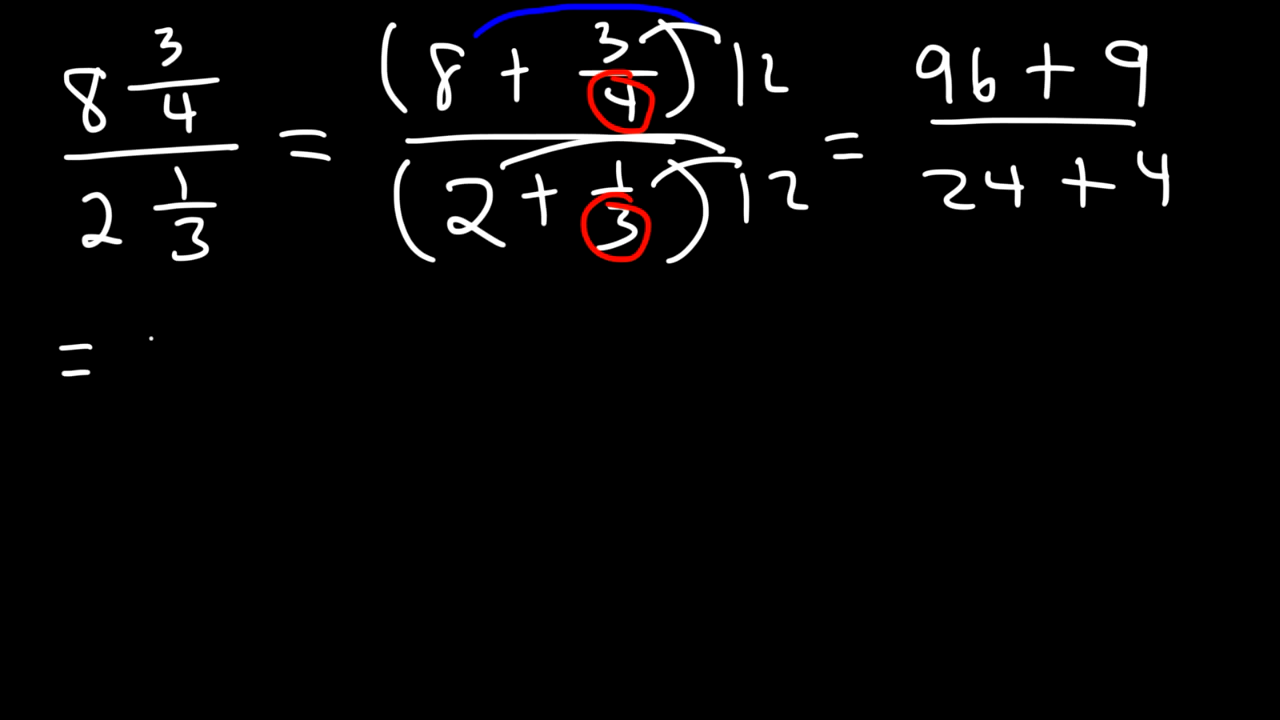 8 3/4 / 2 1/3 = (8 + 3/4)12 / (2 + 1/3)12 = 96 + 9 / 24 + 4
=